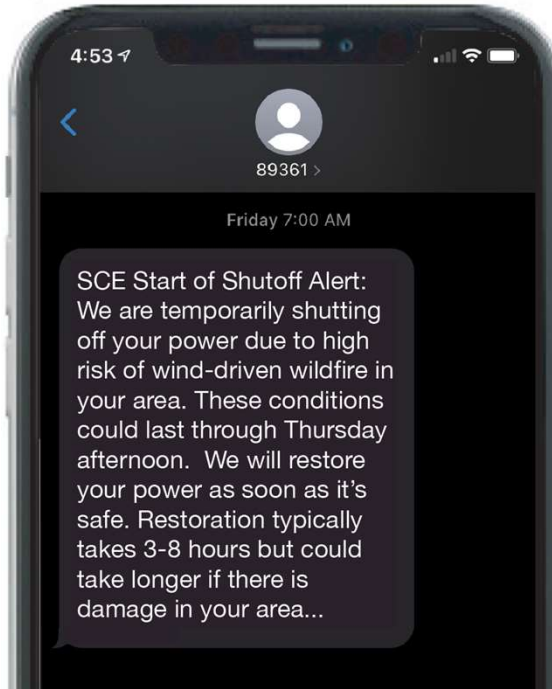 4:53
89361 >
Friday 7:00 AM
SCE Start of Shutoff Alert:
We are temporarily shutting
off your power due to high
risk of wind-driven wildfire in
your area. These conditions
could last through Thursday
afternoon.  We will restore
your power as soon as it’s
safe. Restoration typically
takes 3-8 hours but could
take longer if there is
damage in your area...